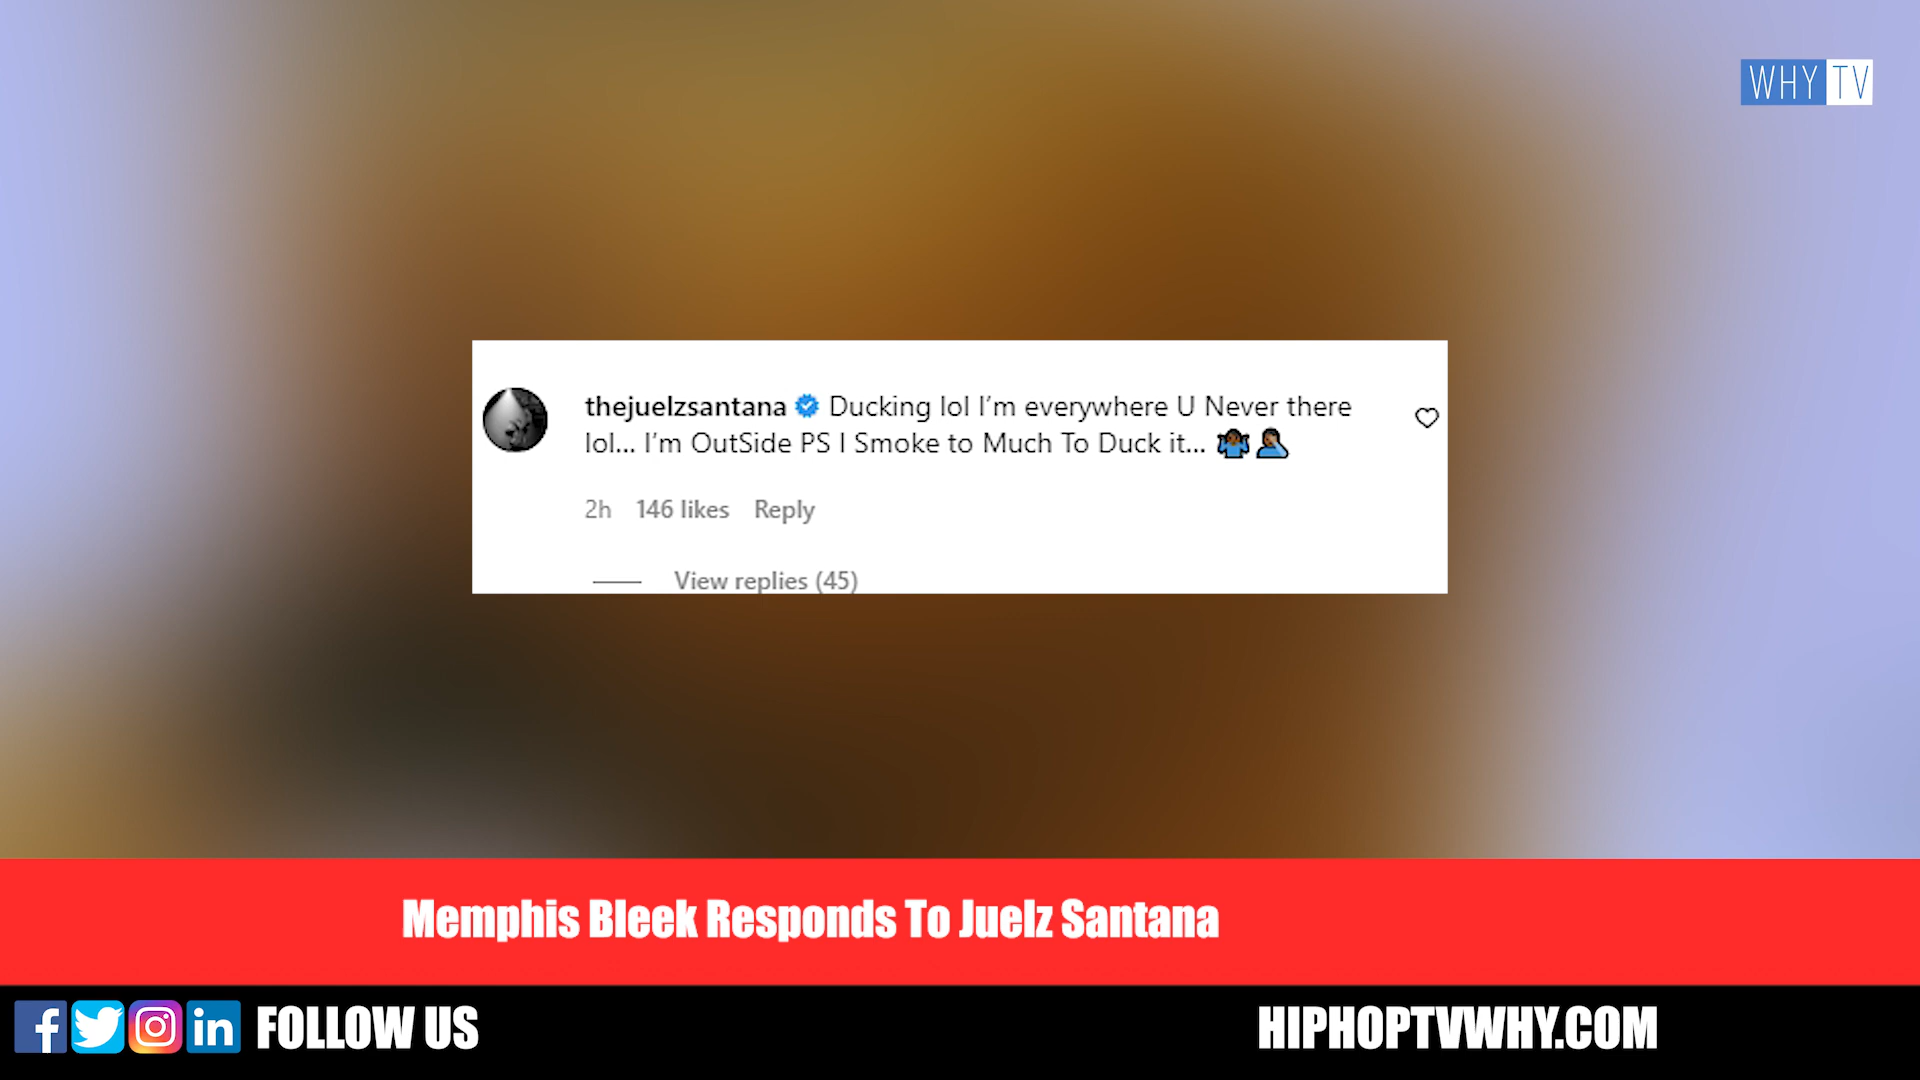 WHY TV
thejuelzsantana Ducking lol I'm everywhere U Never there
lol... I'm OutSide PS I Smoke to Much To Duck it... 🤷🏾‍♂️🤦🏾‍♂️
2h 146 likes Reply
View replies (45)
Memphis Bleek Responds To Juelz Santana
f in FOLLOW US
HIPHOPTVWHY.COM